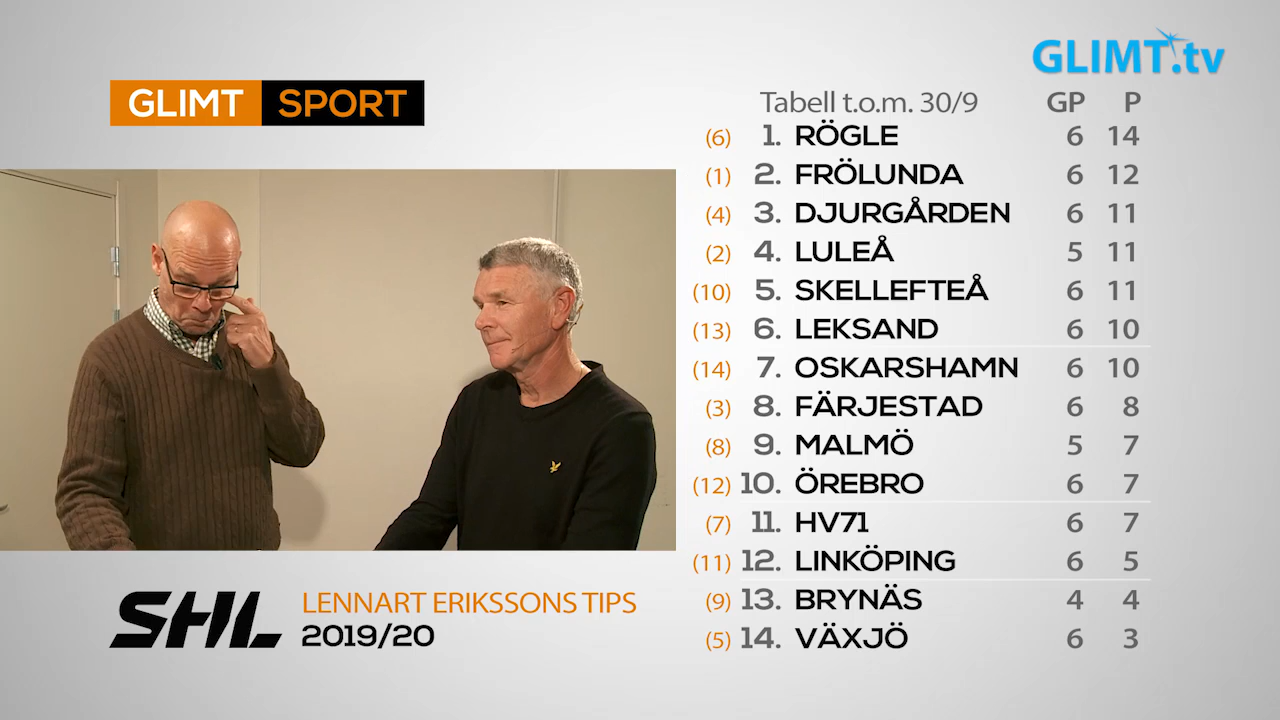 GLIMT.tv
GLIMT SPORT
Tabell t.o.m. 30/9 GP P
(6) 1. RÖGLE 6 14
(1) 2. FRÖLUNDA 6 12
(4) 3. DJURGÅRDEN 6 11
(2) 4. LULEÅ 5 11
(10) 5. SKELLEFTEÅ 6 11
(13) 6. LEKSAND 6 10
(14) 7. OSKARSHAMN 6 10
(3) 8. FÄRJESTAD 6 8
(8) 9. MALMÖ 5 7
(12) 10. ÖREBRO 6 7
(7) 11. HV71 6 7
(11) 12. LINKÖPING 6 5
(9) 13. BRYNÄS 4 4
(5) 14. VÄXJÖ 6 3
SHL
LENNART ERIKSSONS TIPS
2019/20